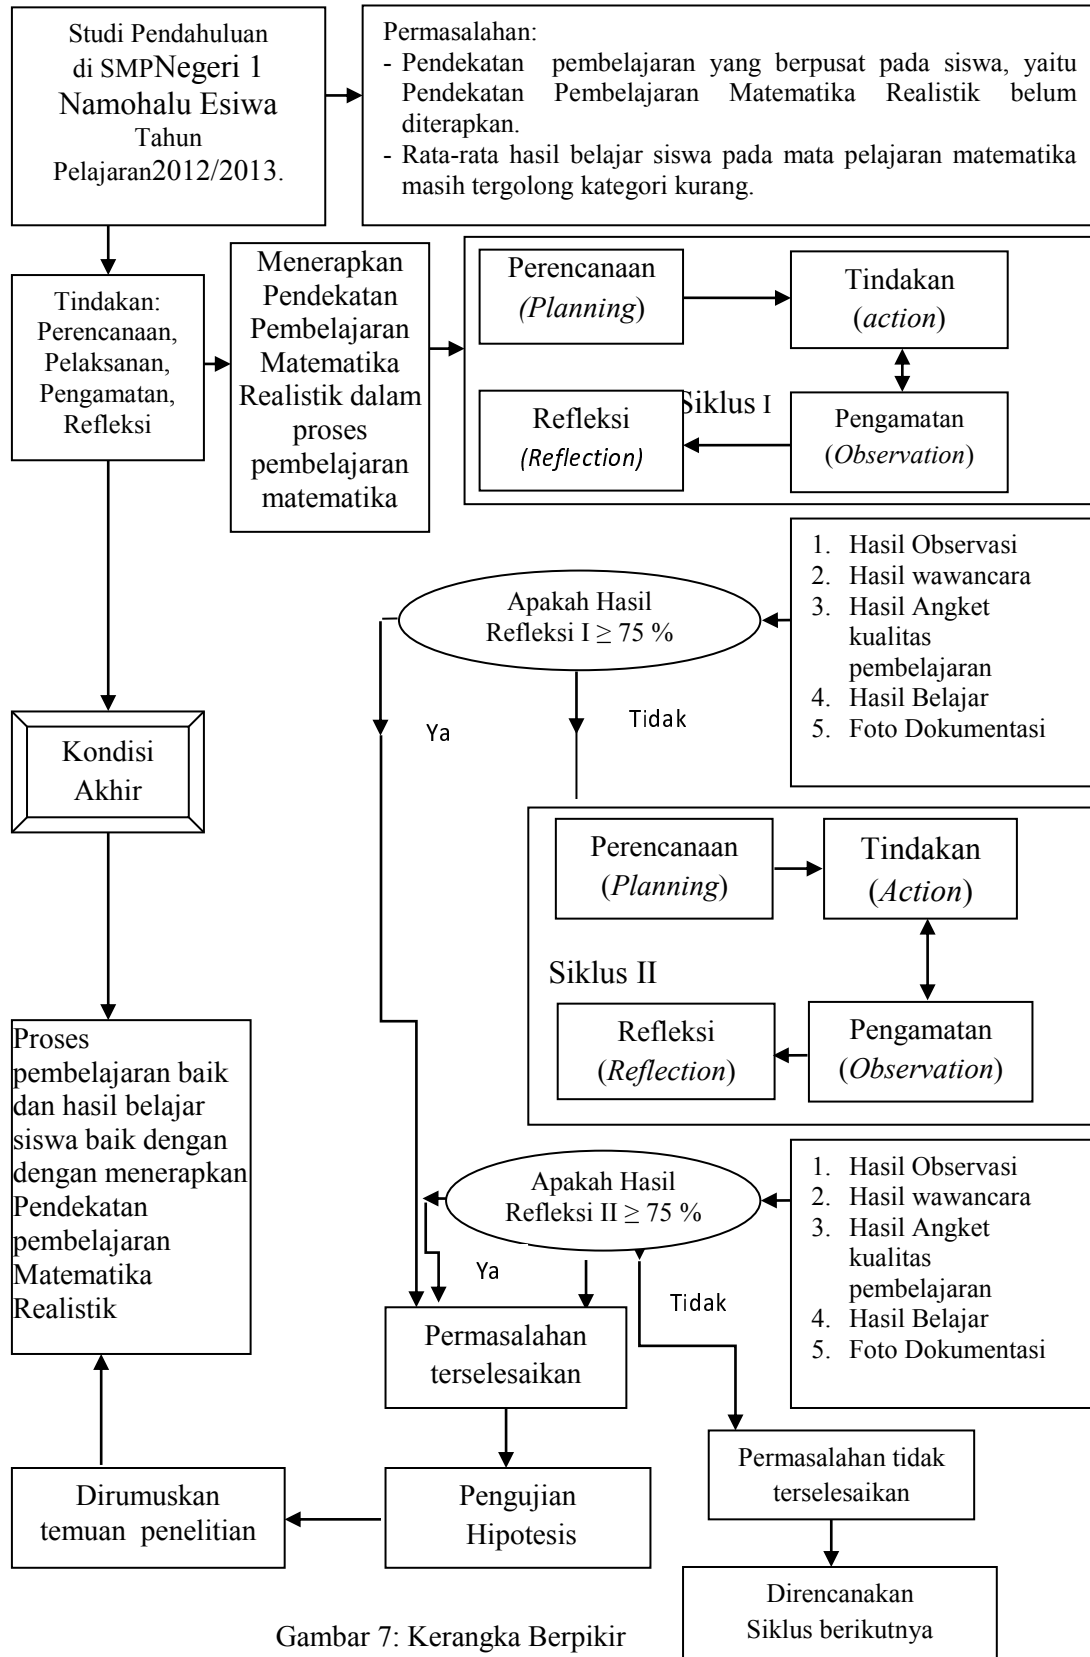 Studi Pendahuluan
di SMPNegeri 1
Namohalu Esiwa
Tahun
Pelajaran2012/2013.
Permasalahan:
- Pendekatan pembelajaran yang berpusat pada siswa, yaitu
Pendekatan Pembelajaran Matematika Realistik belum
diterapkan.
- Rata-rata hasil belajar siswa pada mata pelajaran matematika
masih tergolong kategori kurang.
Tindakan:
Perencanaan,
Pelaksanan,
Pengamatan,
Refleksi
Menerapkan
Pendekatan
Pembelajaran
Matematika
Realistik dalam
proses
pembelajaran
matematika
Perencanaan
(Planning)
Tindakan
(action)
Siklus I
Refleksi
(Reflection)
Pengamatan
(Observation)
1. Hasil Observasi
2. Hasil wawancara
3. Hasil Angket
kualitas
pembelajaran
4. Hasil Belajar
5. Foto Dokumentasi
Apakah Hasil
Refleksi I ≥ 75 %
Ya
Tidak
Kondisi
Akhir
Perencanaan
(Planning)
Tindakan
(Action)
Siklus II
Refleksi
(Reflection)
Pengamatan
(Observation)
Proses
pembelajaran baik
dan hasil belajar
siswa baik dengan
dengan menerapkan
Pendekatan
pembelajaran
Matematika
Realistik
1. Hasil Observasi
2. Hasil wawancara
3. Hasil Angket
kualitas
pembelajaran
4. Hasil Belajar
5. Foto Dokumentasi
Apakah Hasil
Refleksi II ≥ 75 %
Ya
Tidak
Permasalahan
terselesaikan
Permasalahan tidak
terselesaikan
Dirumuskan
temuan penelitian
Pengujian
Hipotesis
Direncanakan
Siklus berikutnya
Gambar 7: Kerangka Berpikir